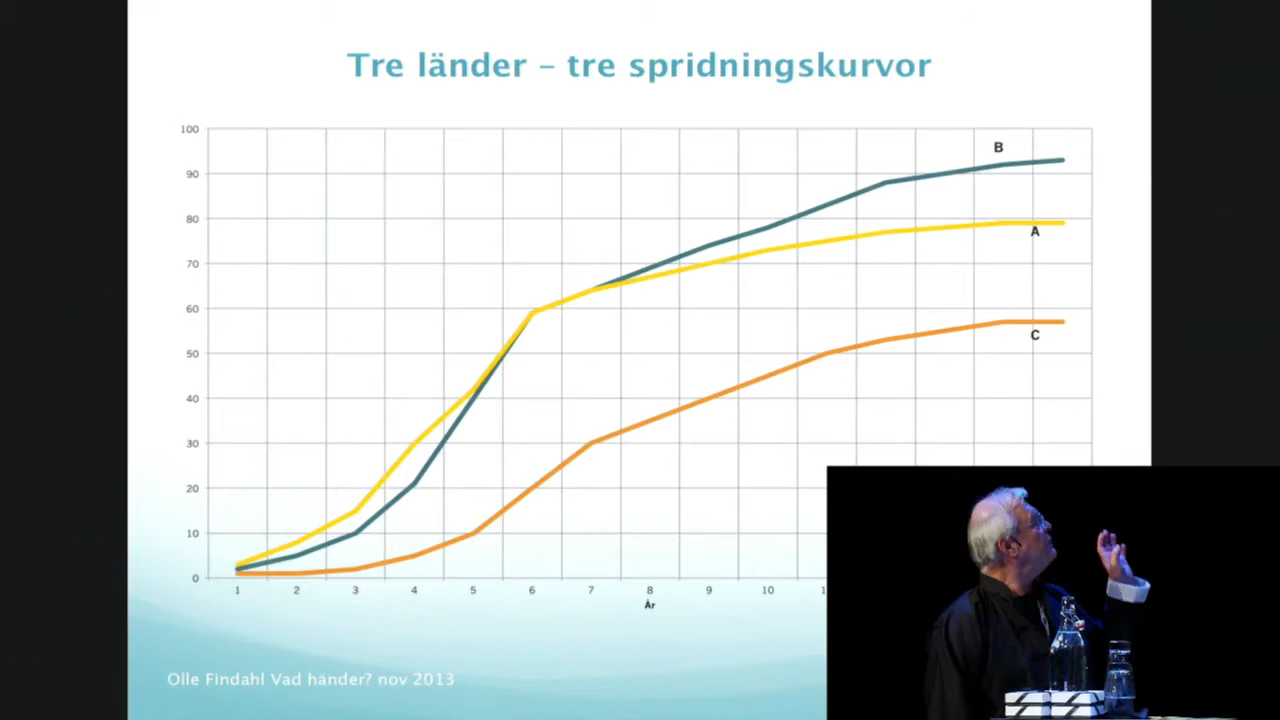 Tre länder – tre spridningskurvor
100
90
80
70
60
50
40
30
20
10
0
B
A
C
1 2 3 4 5 6 7 8 9 10
År
Olle Findahl Vad händer? nov 2013